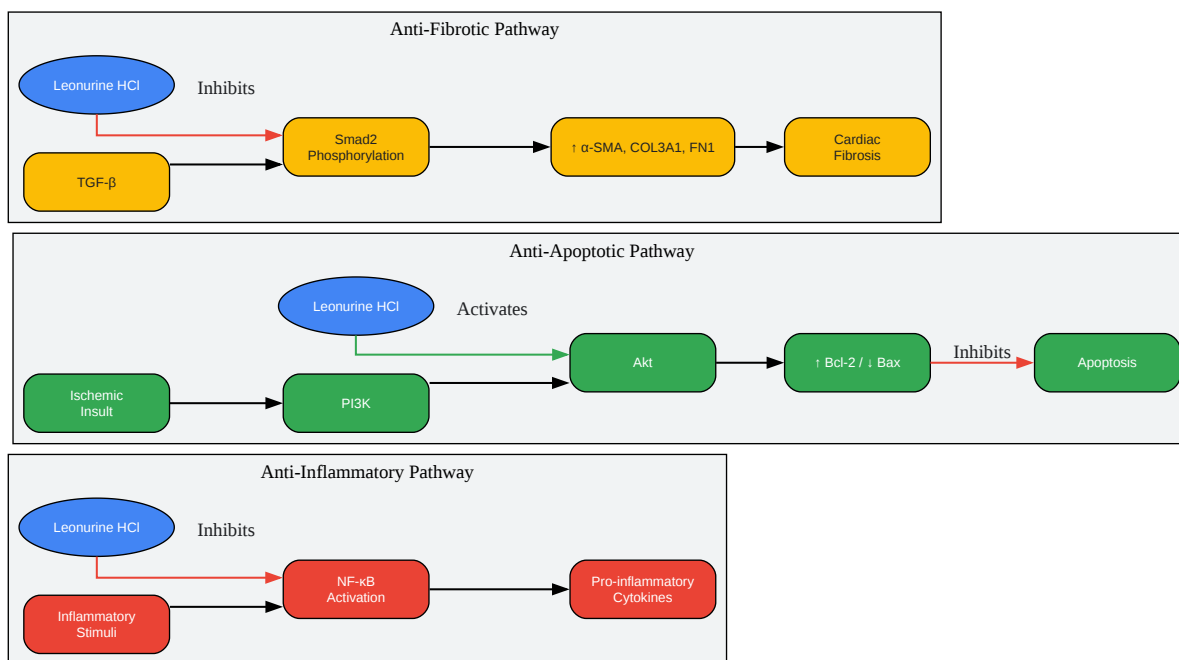 Anti-Fibrotic Pathway
Leonurine HCl
Inhibits
Smad2
Phosphorylation
↑ α-SMA, COL3A1, FN1
Cardiac
Fibrosis
TGF-β
Anti-Apoptotic Pathway
Leonurine HCl
Activates
Akt
↑ Bcl-2 / ↓ Bax
Inhibits
Apoptosis
Ischemic
Insult
PI3K
Anti-Inflammatory Pathway
Leonurine HCl
Inhibits
NF-κB
Activation
Pro-inflammatory
Cytokines
Inflammatory
Stimuli